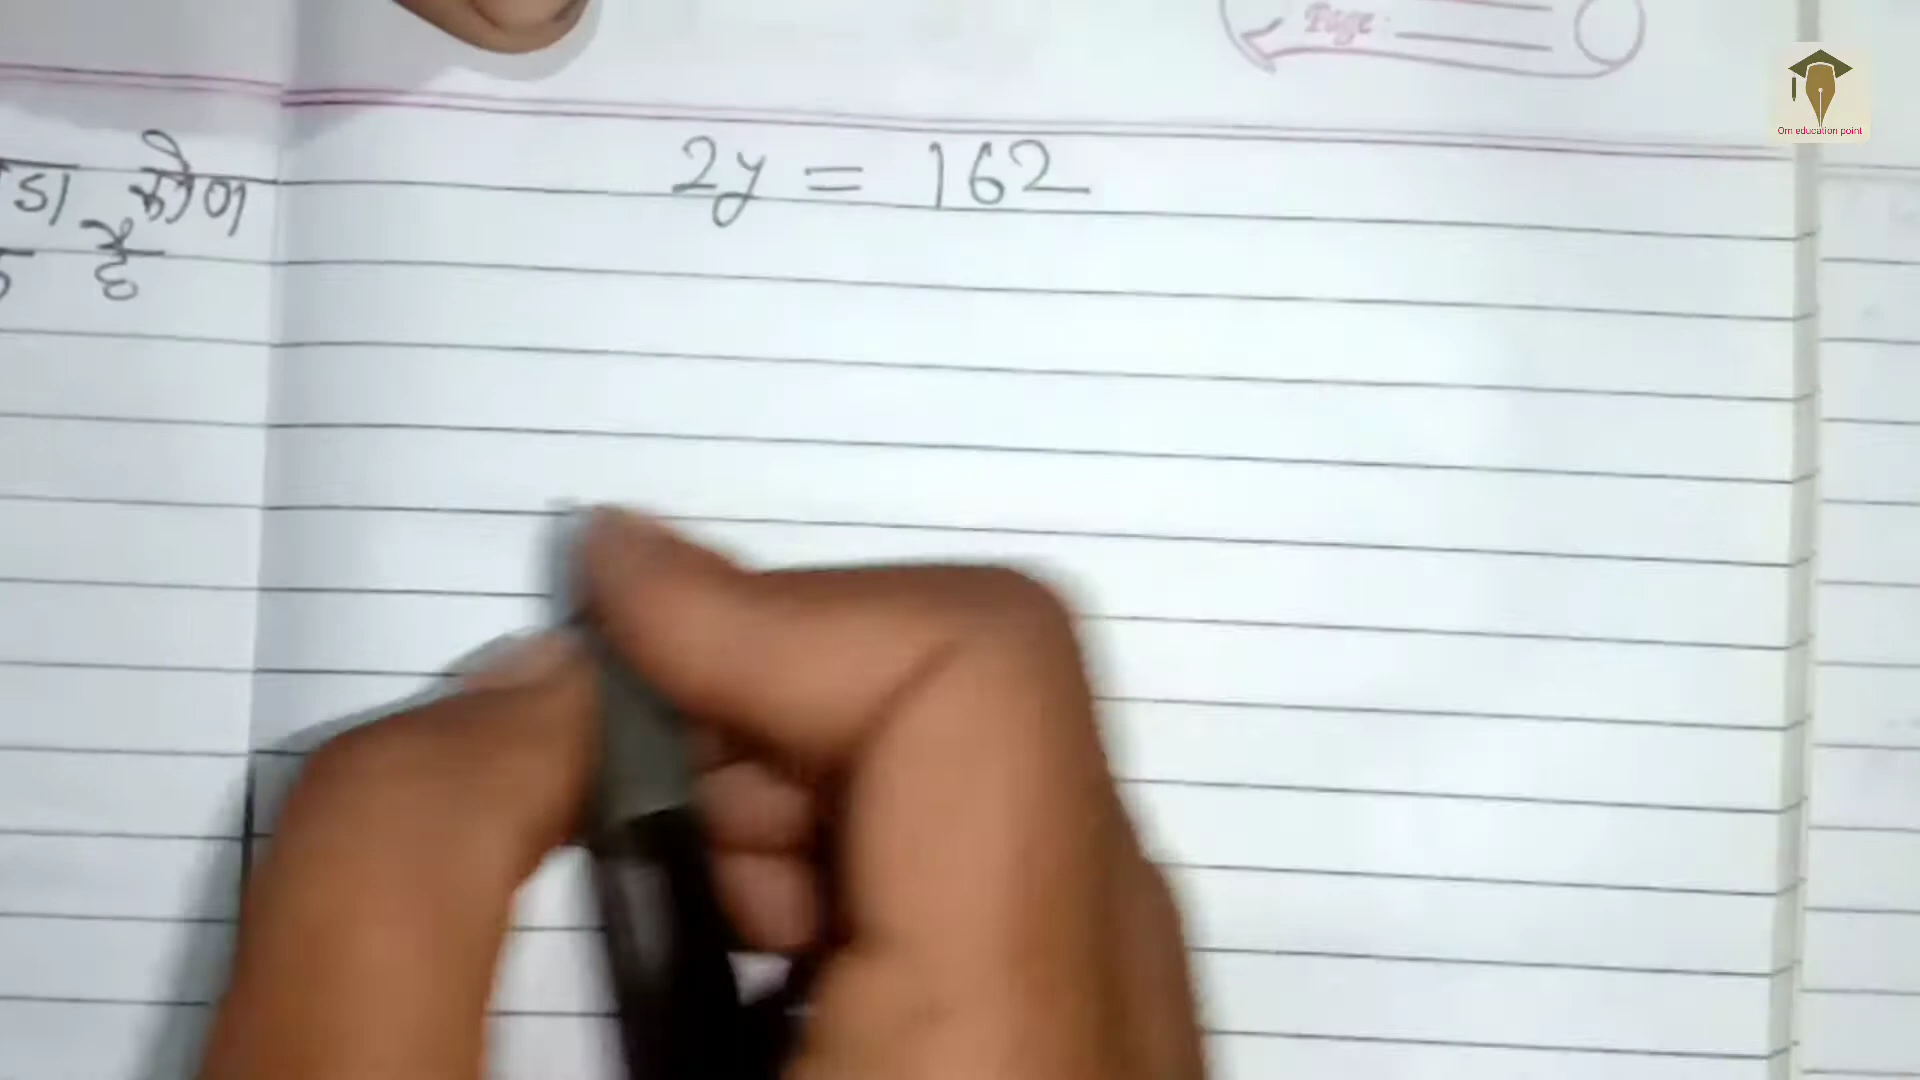 Page :
Om education point
2y = 162
कोण
है